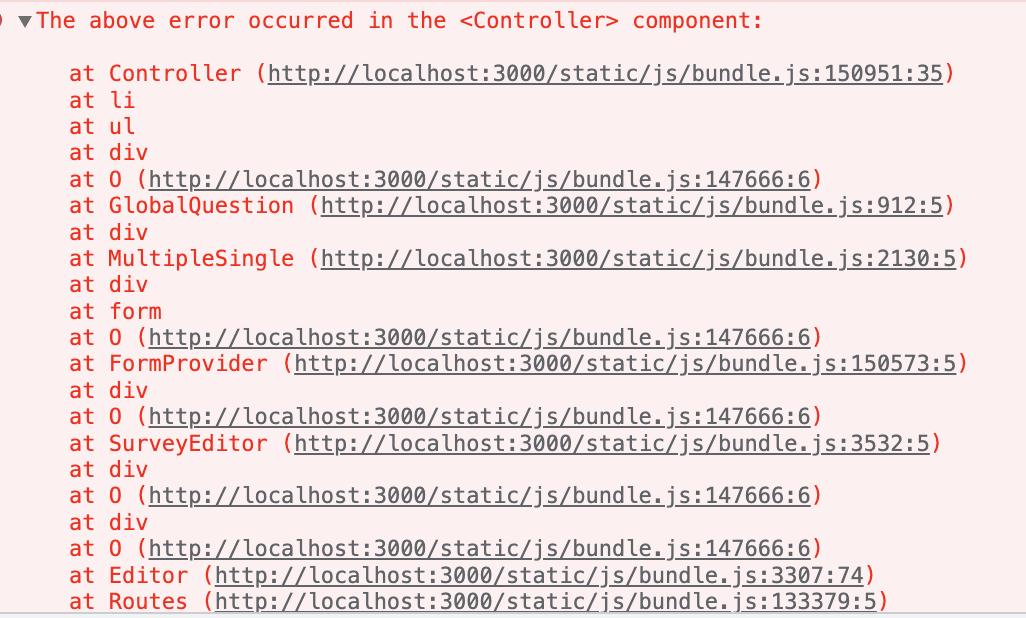 ▼The above error occurred in the <Controller> component:
at Controller (http://localhost:3000/static/js/bundle.js:150951:35)
at li
at ul
at div
at O (http://localhost:3000/static/js/bundle.js:147666:6)
at GlobalQuestion (http://localhost:3000/static/js/bundle.js:912:5)
at div
at MultipleSingle (http://localhost:3000/static/js/bundle.js:2130:5)
at div
at form
at O (http://localhost:3000/static/js/bundle.js:147666:6)
at FormProvider (http://localhost:3000/static/js/bundle.js:150573:5)
at div
at O (http://localhost:3000/static/js/bundle.js:147666:6)
at SurveyEditor (http://localhost:3000/static/js/bundle.js:3532:5)
at div
at O (http://localhost:3000/static/js/bundle.js:147666:6)
at div
at O (http://localhost:3000/static/js/bundle.js:147666:6)
at Editor (http://localhost:3000/static/js/bundle.js:3307:74)
at Routes (http://localhost:3000/static/js/bundle.js:133379:5)